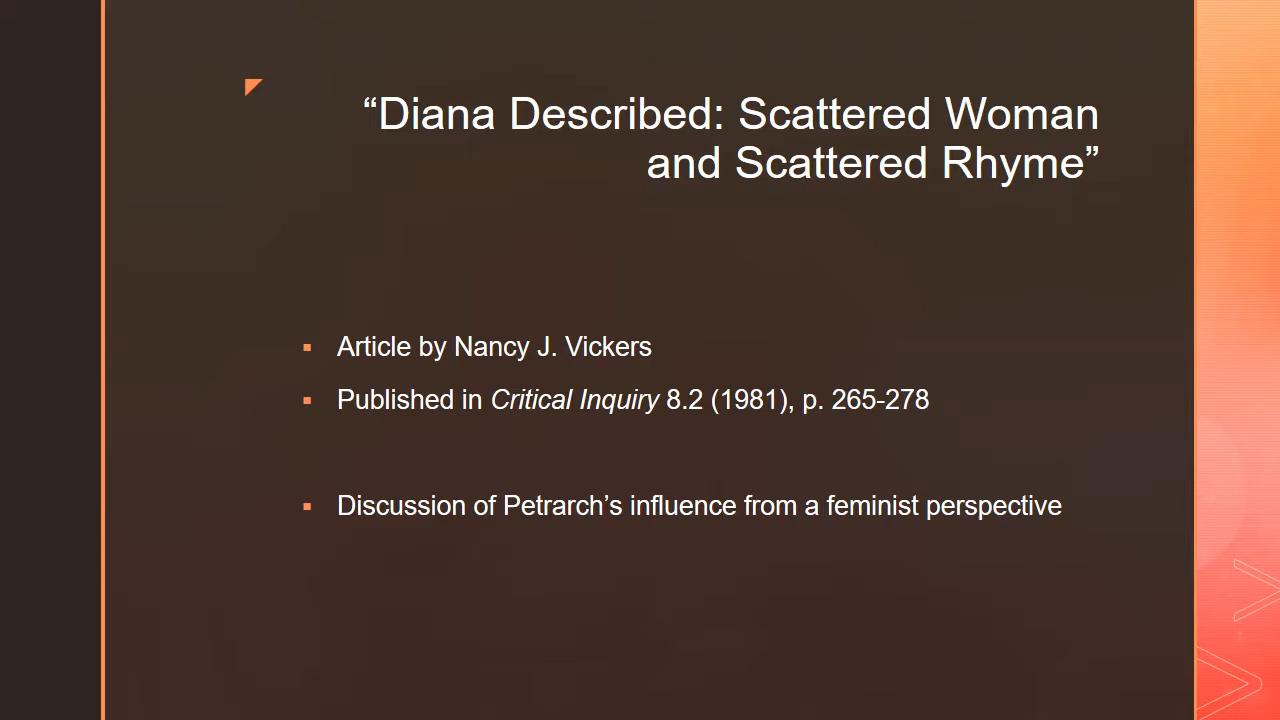 “Diana Described: Scattered Woman
and Scattered Rhyme”
Article by Nancy J. Vickers
Published in Critical Inquiry 8.2 (1981), p. 265-278
Discussion of Petrarch’s influence from a feminist perspective